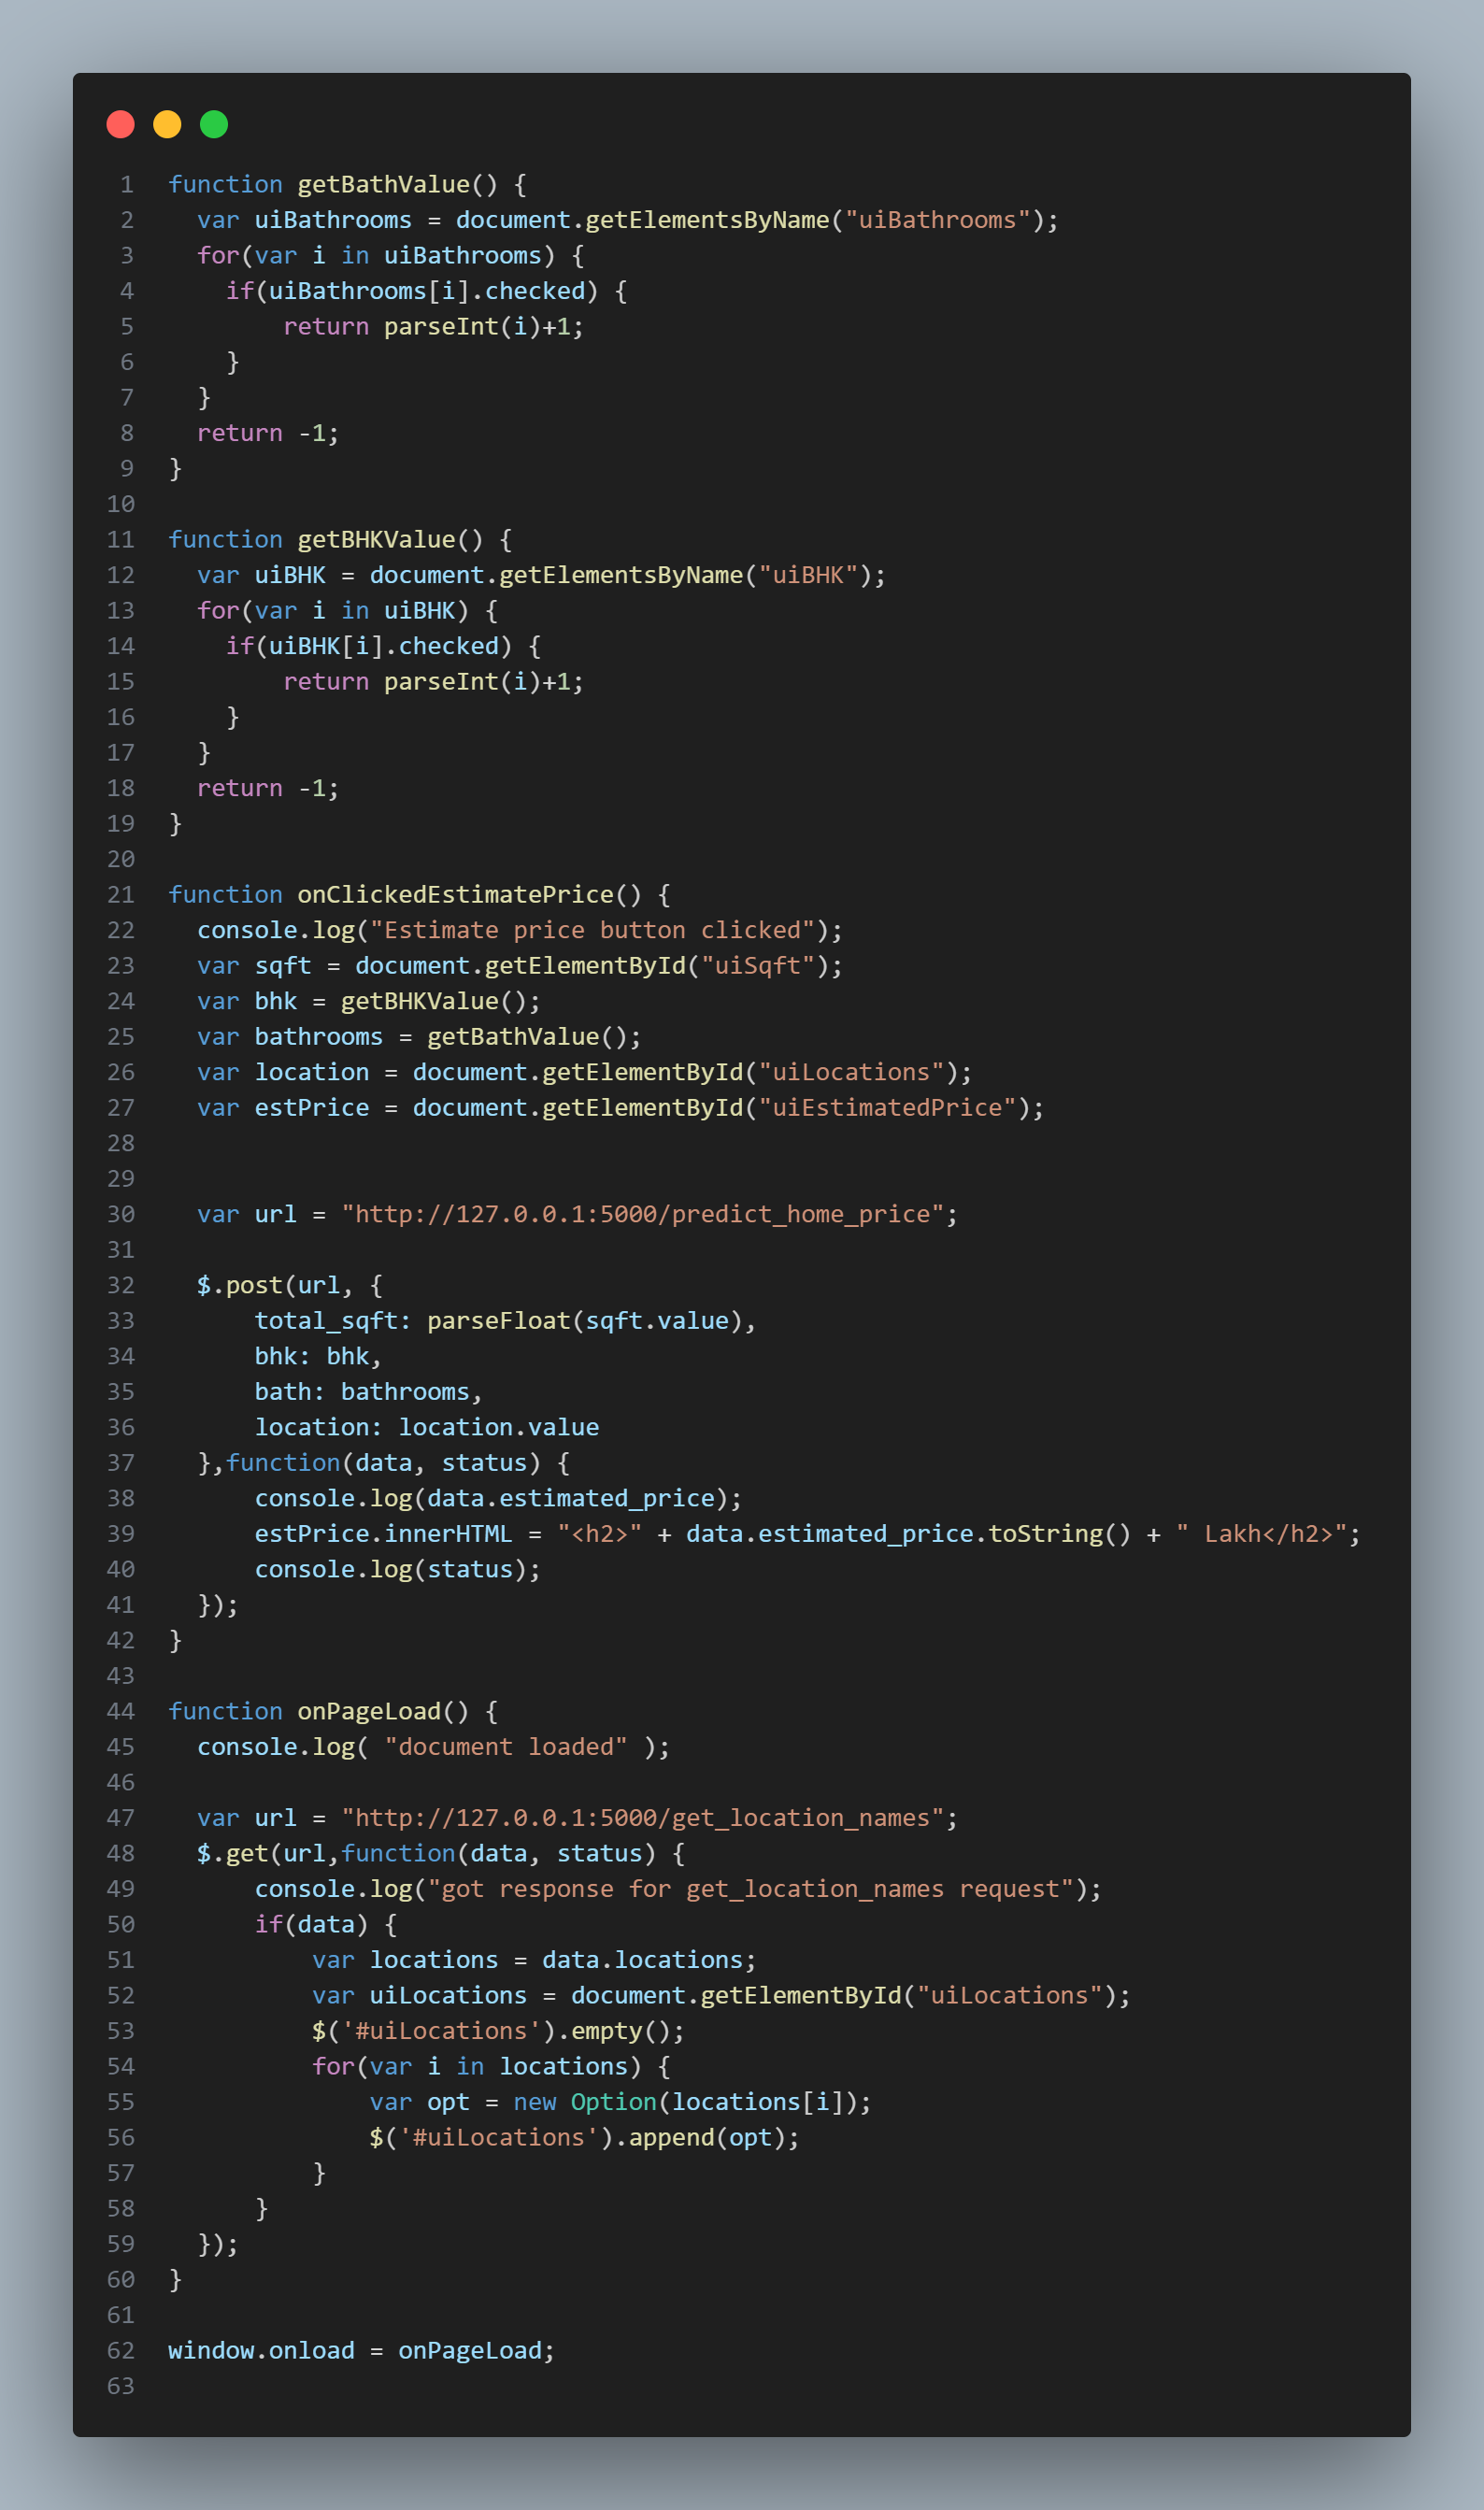 1 function getBathValue() {
2   var uiBathrooms = document.getElementsByName("uiBathrooms");
3   for(var i in uiBathrooms) {
4     if(uiBathrooms[i].checked) {
5         return parseInt(i)+1;
6     }
7   }
8   return -1;
9 }
10
11 function getBHKValue() {
12   var uiBHK = document.getElementsByName("uiBHK");
13   for(var i in uiBHK) {
14     if(uiBHK[i].checked) {
15         return parseInt(i)+1;
16     }
17   }
18   return -1;
19 }
20
21 function onClickedEstimatePrice() {
22   console.log("Estimate price button clicked");
23   var sqft = document.getElementById("uiSqft");
24   var bhk = getBHKValue();
25   var bathrooms = getBathValue();
26   var location = document.getElementById("uiLocations");
27   var estPrice = document.getElementById("uiEstimatedPrice");
28
29
30   var url = "http://127.0.0.1:5000/predict_home_price";
31
32   $.post(url, {
33       total_sqft: parseFloat(sqft.value),
34       bhk: bhk,
35       bath: bathrooms,
36       location: location.value
37   },function(data, status) {
38       console.log(data.estimated_price);
39       estPrice.innerHTML = "<h2>" + data.estimated_price.toString() + " Lakh</h2>";
40       console.log(status);
41   });
42 }
43
44 function onPageLoad() {
45   console.log( "document loaded" );
46
47   var url = "http://127.0.0.1:5000/get_location_names";
48   $.get(url,function(data, status) {
49       console.log("got response for get_location_names request");
50       if(data) {
51           var locations = data.locations;
52           var uiLocations = document.getElementById("uiLocations");
53           $('#uiLocations').empty();
54           for(var i in locations) {
55               var opt = new Option(locations[i]);
56               $('#uiLocations').append(opt);
57           }
58       }
59   });
60 }
61
62 window.onload = onPageLoad;
63